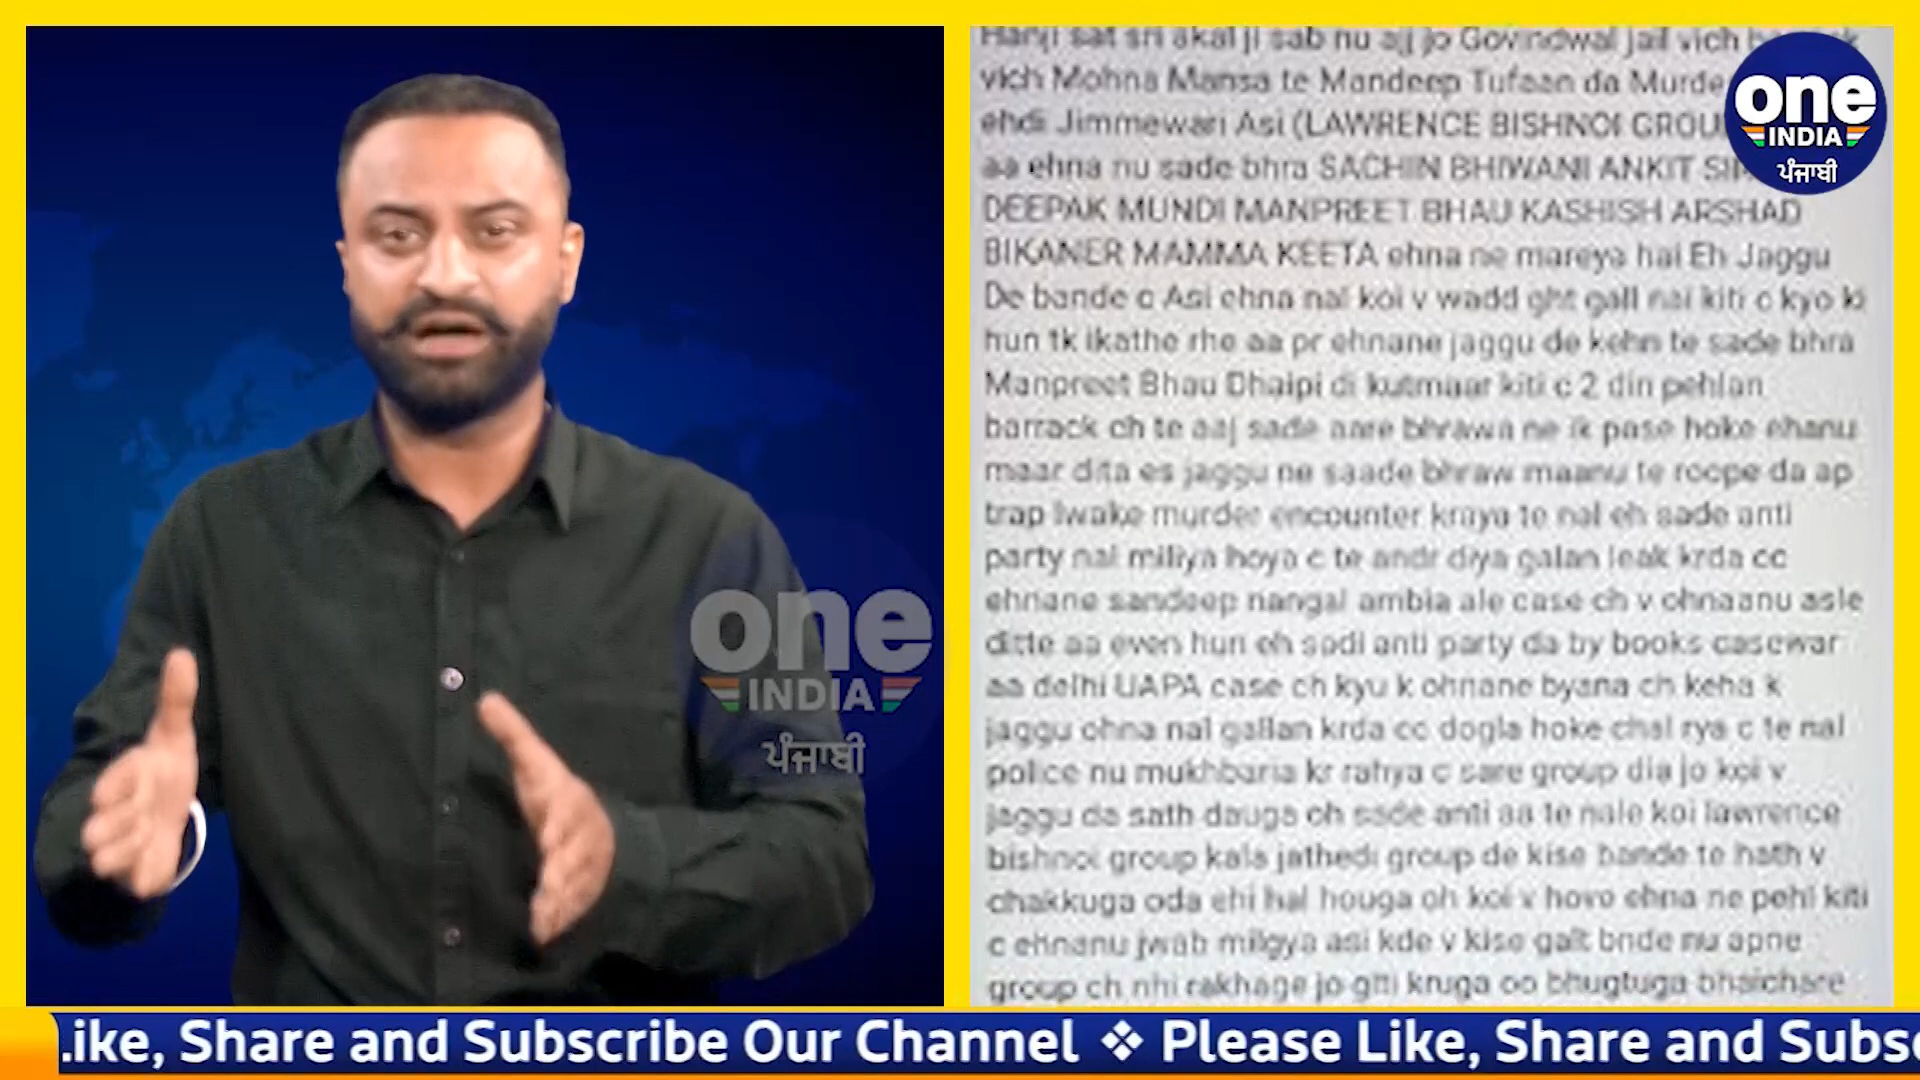 Hanji sat sri akal ji sab nu ajj jo Govindwal jail vich
vich Mohna Mansa te Mandeep Tufaan da
ehdi Jimmewari Asi (LAWRENCE BISHNOI
aa ehna nu sade bhra SACHIN BHIWANI ANKIT
DEEPAK MUNDI MANPREET BHAU KASHISH ARSHAD
BIKANER MAMMA KEETA ehna ne mareya hai Eh Jaggu
De bande c Asi ehna nal koi v wadd ght gall nai kiti c kyo ki
hun tk ikathe rhe aa pr ehnane jaggu de kehn te sade bhra
Manpreet Bhau Dhaipi di kutmaar kiti c 2 din pehlan
barrack ch te aaj sade aare bhrawa ne ik pase hoke ehanu
maar dita es jaggu ne saade bhraw maanu te roope da ap
trap lwake murder encounter kraya te nal eh sade anti
party nal miliya hoya c te andr diya galan leak krda cc
ehnane sandeep nangal ambia ale case ch v ohnaanu asle
ditte aa even hun eh sodi anti party da by books casewar
aa delhi UAPA case ch kyu k ohnane byana ch keha k
jaggu ohna nal gallan krda cc dogla hoke chal rya c te nal
police nu mukhbaria kr rahya c sare group dia jo koi v
jaggu da sath dauga oh sade anti aa te nale koi lawrence
bishnoi group kala jathedi group de kise bande te hath v
chakkuga oda ehi hal houga oh koi v hove ehna ne pehl kiti
c ehnanu jwab milgya asi kde v kise galt bnde nu apne
group ch nhi rakhage jo glti kruga oo bhugtuga bhaichare
one
INDIA
ਪੰਜਾਬੀ
one
INDIA
ਪੰਜਾਬੀ
ike, Share and Subscribe Our Channel ❖ Please Like, Share and Subs